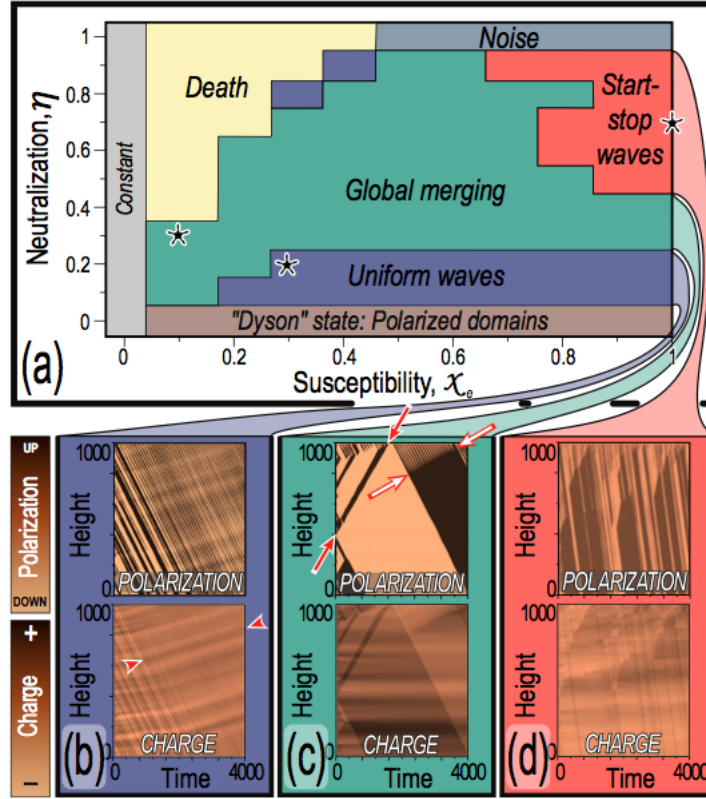 1
Noise
Death
Start-
stop
waves
0.8
Neutralization, η
Constant
0.6
Global merging
0.4
0.2
Uniform waves
"Dyson" state: Polarized domains
0
(a)
0 0.2 0.4 0.6 0.8 1
Susceptibility, χe
UP
Polarization
DOWN
1000 1000 1000
Height Height Height
POLARIZATION POLARIZATION POLARIZATION
0 0 0
+
Charge
–
1000 1000 1000
Height Height Height
(b) CHARGE (c) CHARGE (d) CHARGE
0 Time 4000 0 Time 4000 0 Time 4000